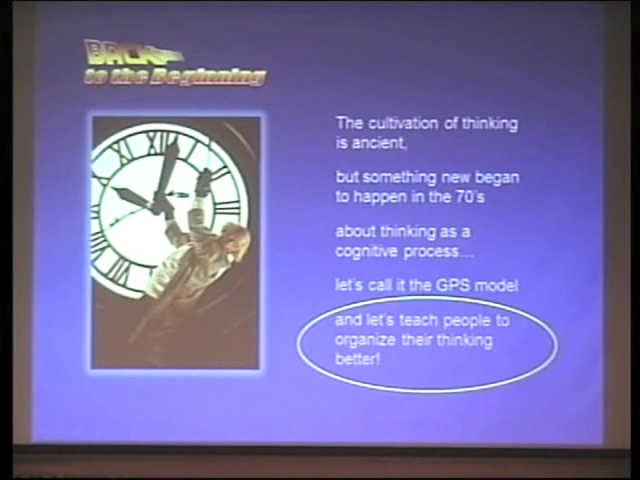 BACK
to the Beginning
The cultivation of thinking
is ancient,
but something new began
to happen in the 70's
about thinking as a
cognitive process...
let's call it the GPS model
and let's teach people to
organize their thinking
better!
XII